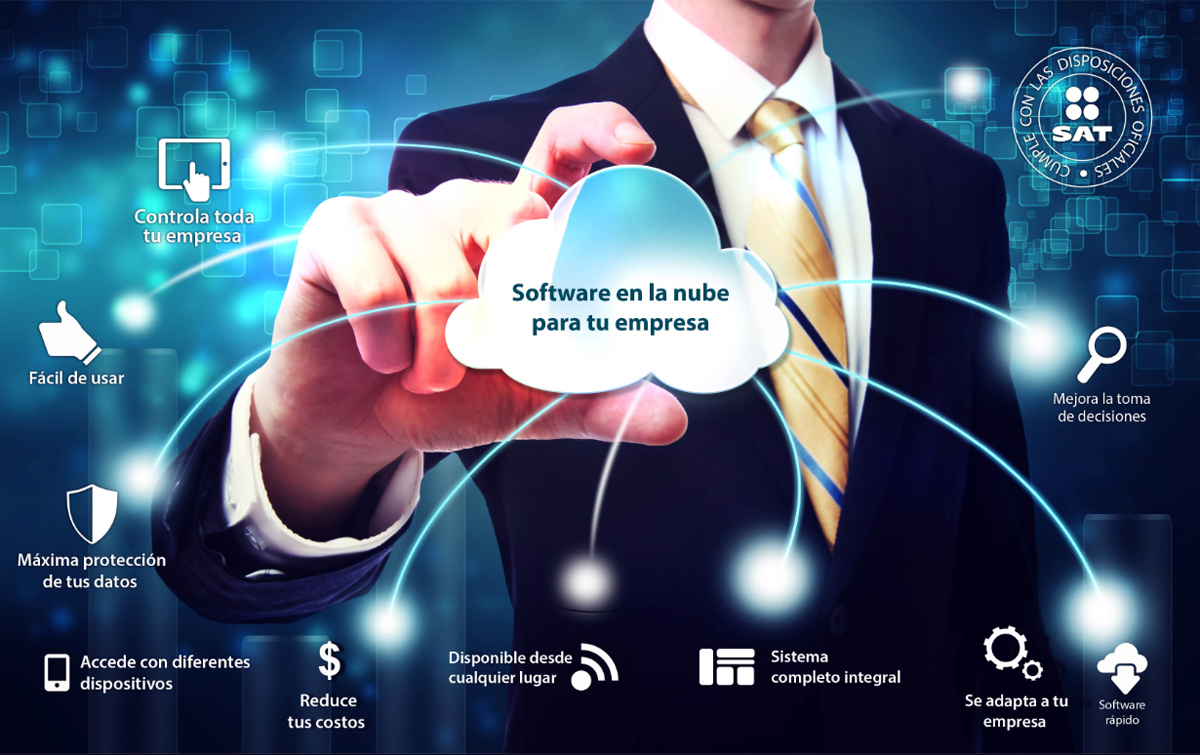 CUMPLE CON LAS DISPOSICIONES OFICIALES •
SAT
Controla toda
tu empresa
Software en la nube
para tu empresa
Fácil de usar
Mejora la toma
de decisiones
Máxima protección
de tus datos
Accede con diferentes
dispositivos
$
Reduce
tus costos
Disponible desde
cualquier lugar
Sistema
completo integral
Se adapta a tu
empresa
Software
rápido